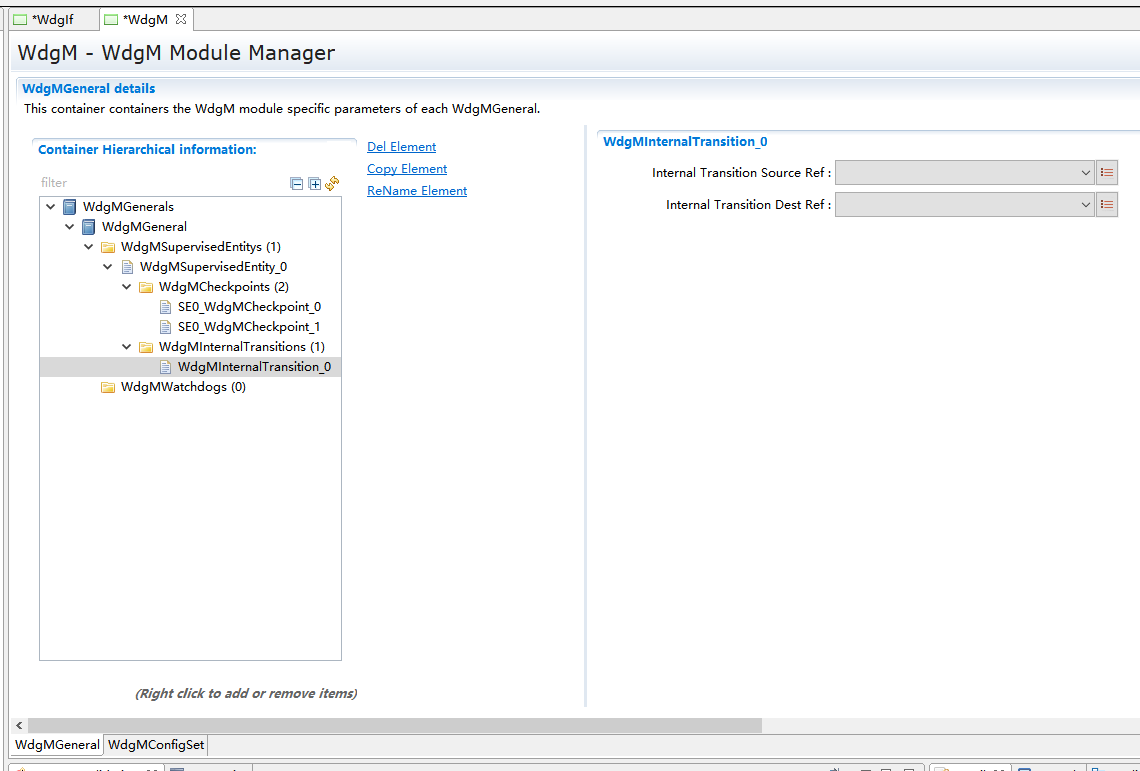 *WdgIf
*WdgM
WdgM - WdgM Module Manager
WdgMGeneral details
This container containers the WdgM module specific parameters of each WdgMGeneral.
Container Hierarchical information:
filter
Del Element
Copy Element
ReName Element
WdgMGenerals
WdgMGeneral
WdgMSupervisedEntitys (1)
WdgMSupervisedEntity_0
WdgMCheckpoints (2)
SE0_WdgMCheckpoint_0
SE0_WdgMCheckpoint_1
WdgMInternalTransitions (1)
WdgMInternalTransition_0
WdgMWatchdogs (0)
(Right click to add or remove items)
WdgMInternalTransition_0
Internal Transition Source Ref :
Internal Transition Dest Ref :
WdgMGeneral
WdgMConfigSet